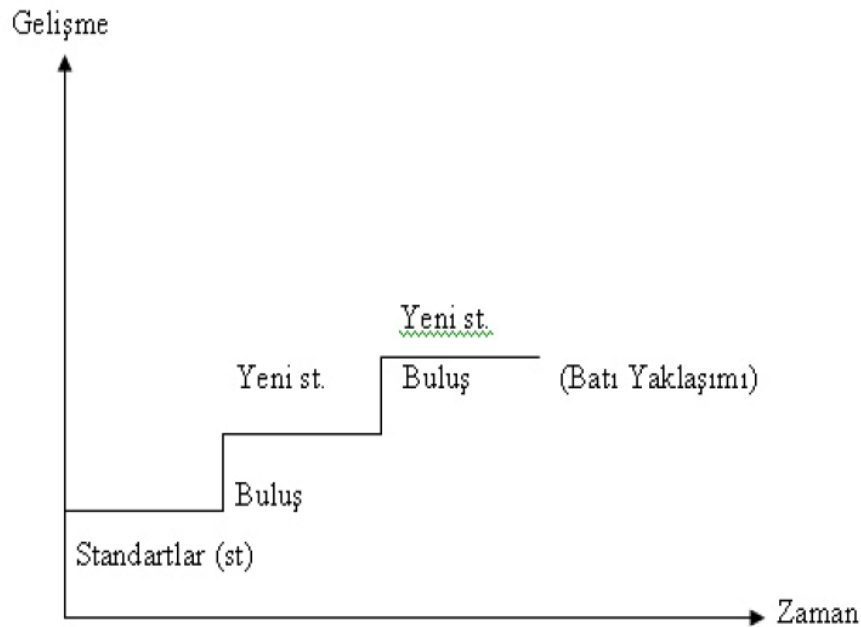 Gelişme
Yeni st.
Yeni st.
Buluş
(Batı Yaklaşımı)
Buluş
Standartlar (st)
Zaman